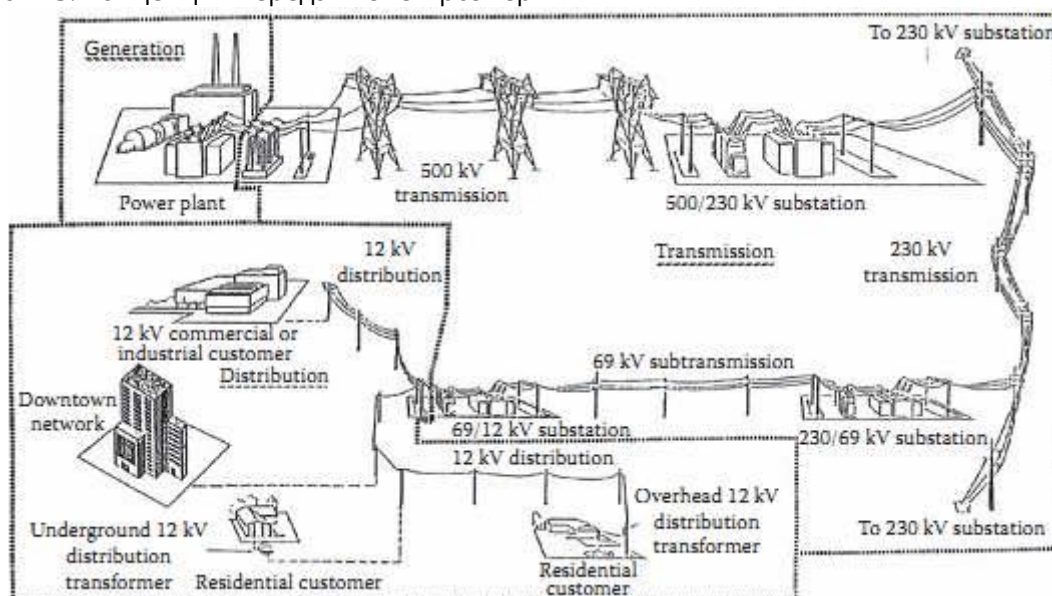 Generation
To 230 kV substation
Power plant
500 kV
transmission
500/230 kV substation
Transmission
230 kV
transmission
12 kV
distribution
12 kV commercial or
industrial customer
Distribution
Downtown
network
69 kV subtransmission
69/12 kV substation
230/69 kV substation
12 kV distribution
Overhead 12 kV
distribution
transformer
To 230 kV substation
Underground 12 kV
distribution
transformer
Residential customer
Residential
customer